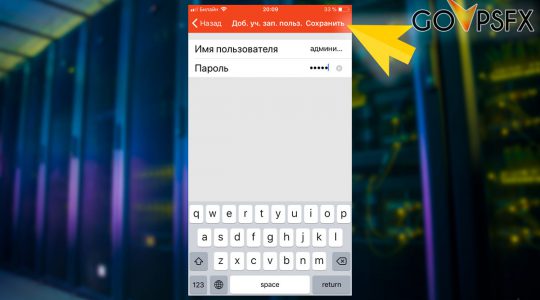 GOVPSFX
Билайн 20:09 33 %
Назад Доб. уч. зап. польз. Сохранить
Имя пользователя админи...
Пароль •••••
q w e r t y u i o p
a s d f g h j k l
z x c v b n m
123 space return